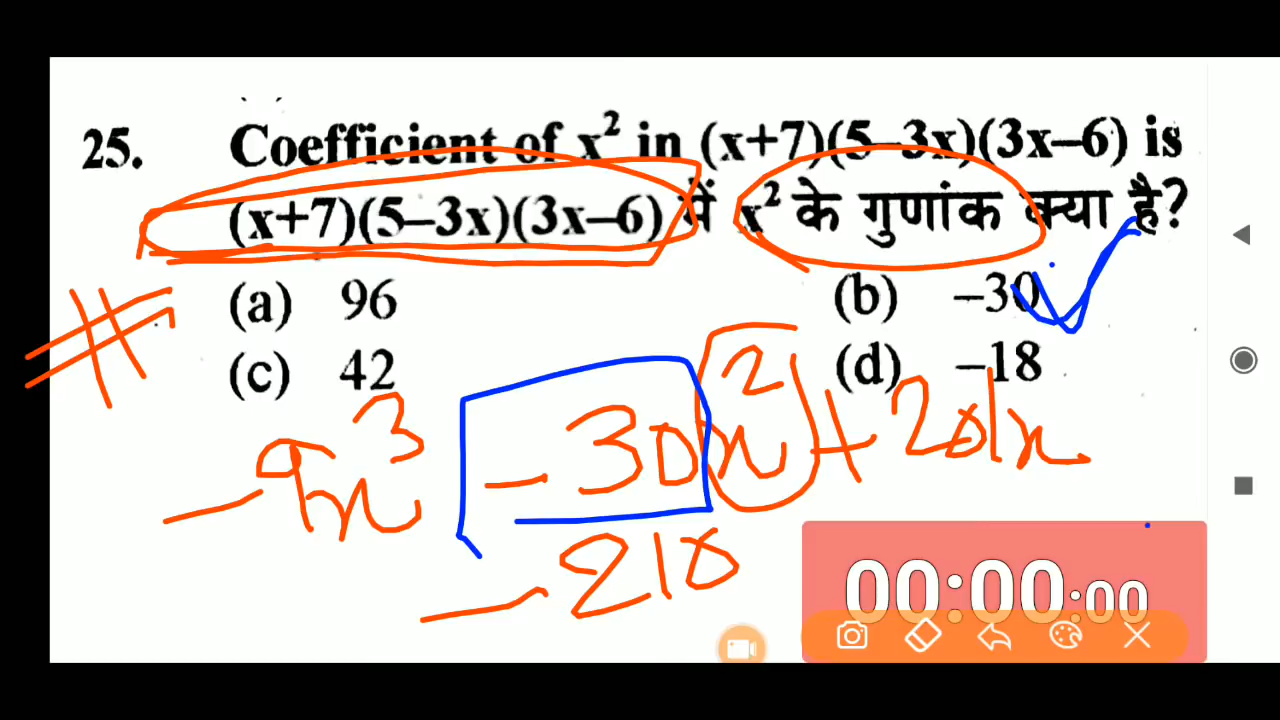 25. Coefficient of x² in (x+7)(5–3x)(3x–6) is
(x+7)(5–3x)(3x–6) में x² के गुणांक क्या है?
(a) 96 (b) –30
(c) 42 (d) –18
–9x³ –30x² + 201x
–210
00:00:00